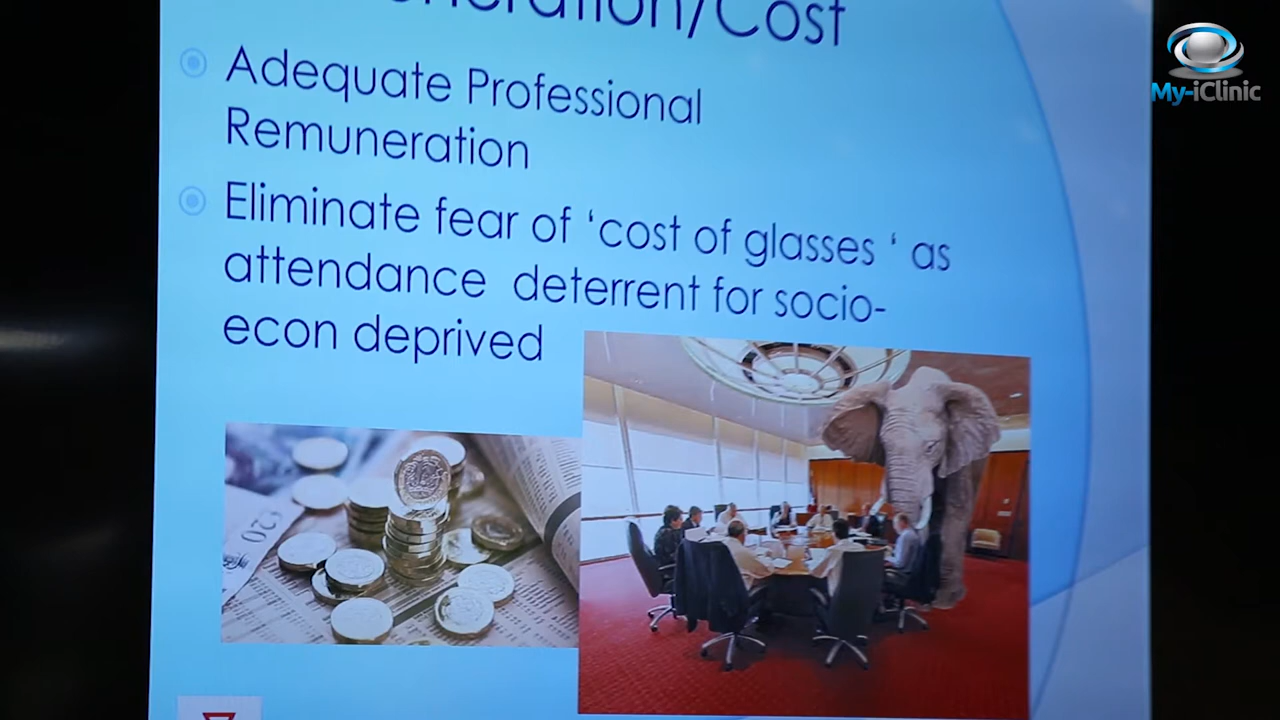 My-iClinic
eration/Cost
Adequate Professional
Remuneration
Eliminate fear of ‘cost of glasses ‘ as
attendance deterrent for socio-
econ deprived
£20